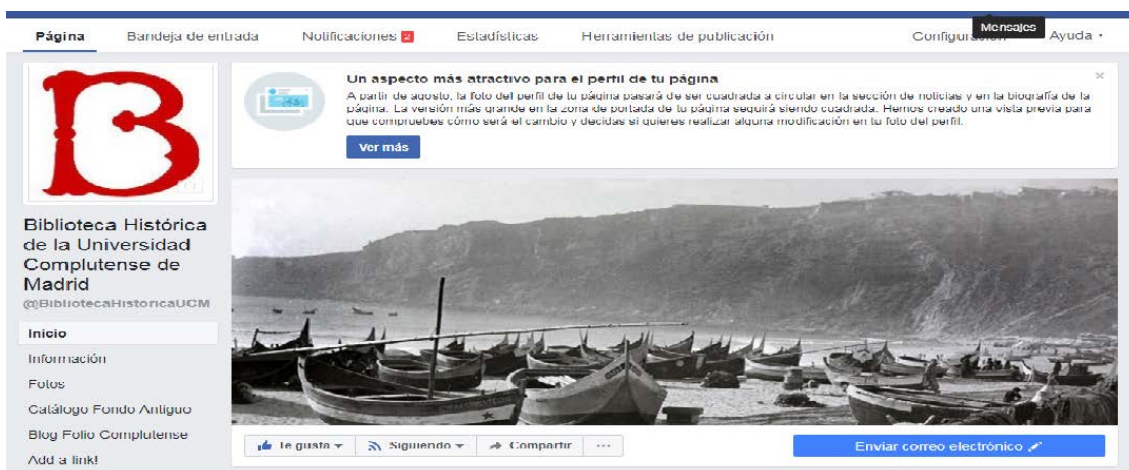 Mensajes
Página Bandeja de entrada Notificaciones 2 Estadísticas Herramientas de publicación Configuración Ayuda
Un aspecto más atractivo para el perfil de tu página
A partir de agosto, la foto del perfil de tu página pasará de ser cuadrada a circular en la sección de noticias y en la biografía de la
página. La versión más grande en la zona de portada de tu página seguirá siendo cuadrada. Hemos creado una vista previa para
que compruebes cómo será el cambio y decidas si quieres realizar alguna modificación en tu foto del perfil.
Ver más
B
Biblioteca Histórica
de la Universidad
Complutense de
Madrid
@BibliotecaHistoricaUCM
Inicio
Información
Fotos
Catálogo Fondo Antiguo
Blog Folio Complutense
Add a link!
Te gusta Siguiendo Compartir ...
Enviar correo electrónico